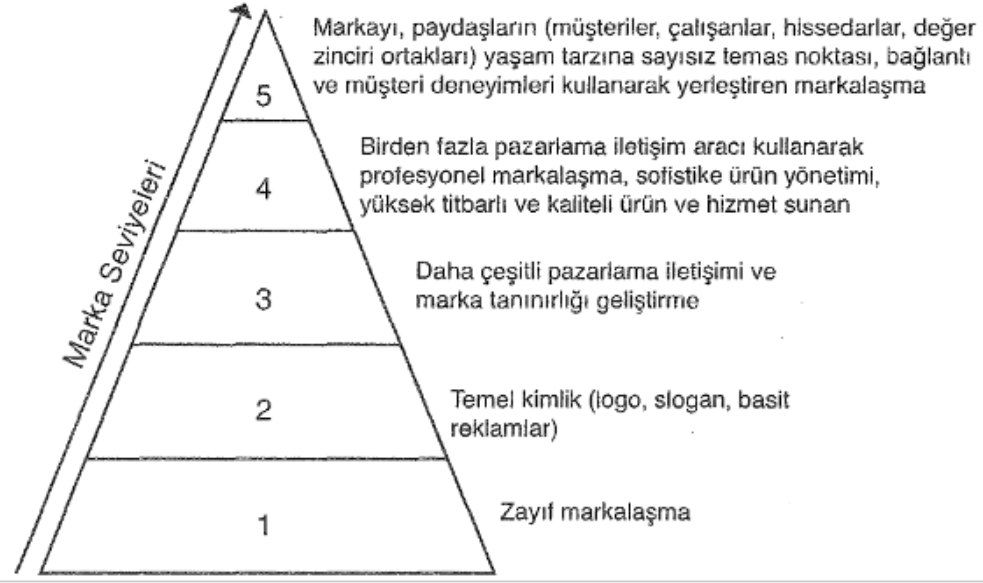 Markayı, paydaşların (müşteriler, çalışanlar, hissedarlar, değer
zinciri ortakları) yaşam tarzına sayısız temas noktası, bağlantı
ve müşteri deneyimleri kullanarak yerleştiren markalaşma
5
Birden fazla pazarlama iletişim aracı kullanarak
profesyonel markalaşma, sofistike ürün yönetimi,
yüksek titbarlı ve kaliteli ürün ve hizmet sunan
4
Marka Seviyeleri
Daha çeşitli pazarlama iletişimi ve
marka tanınırlığı geliştirme
3
Temel kimlik (logo, slogan, basit
reklamlar)
2
Zayıf markalaşma
1